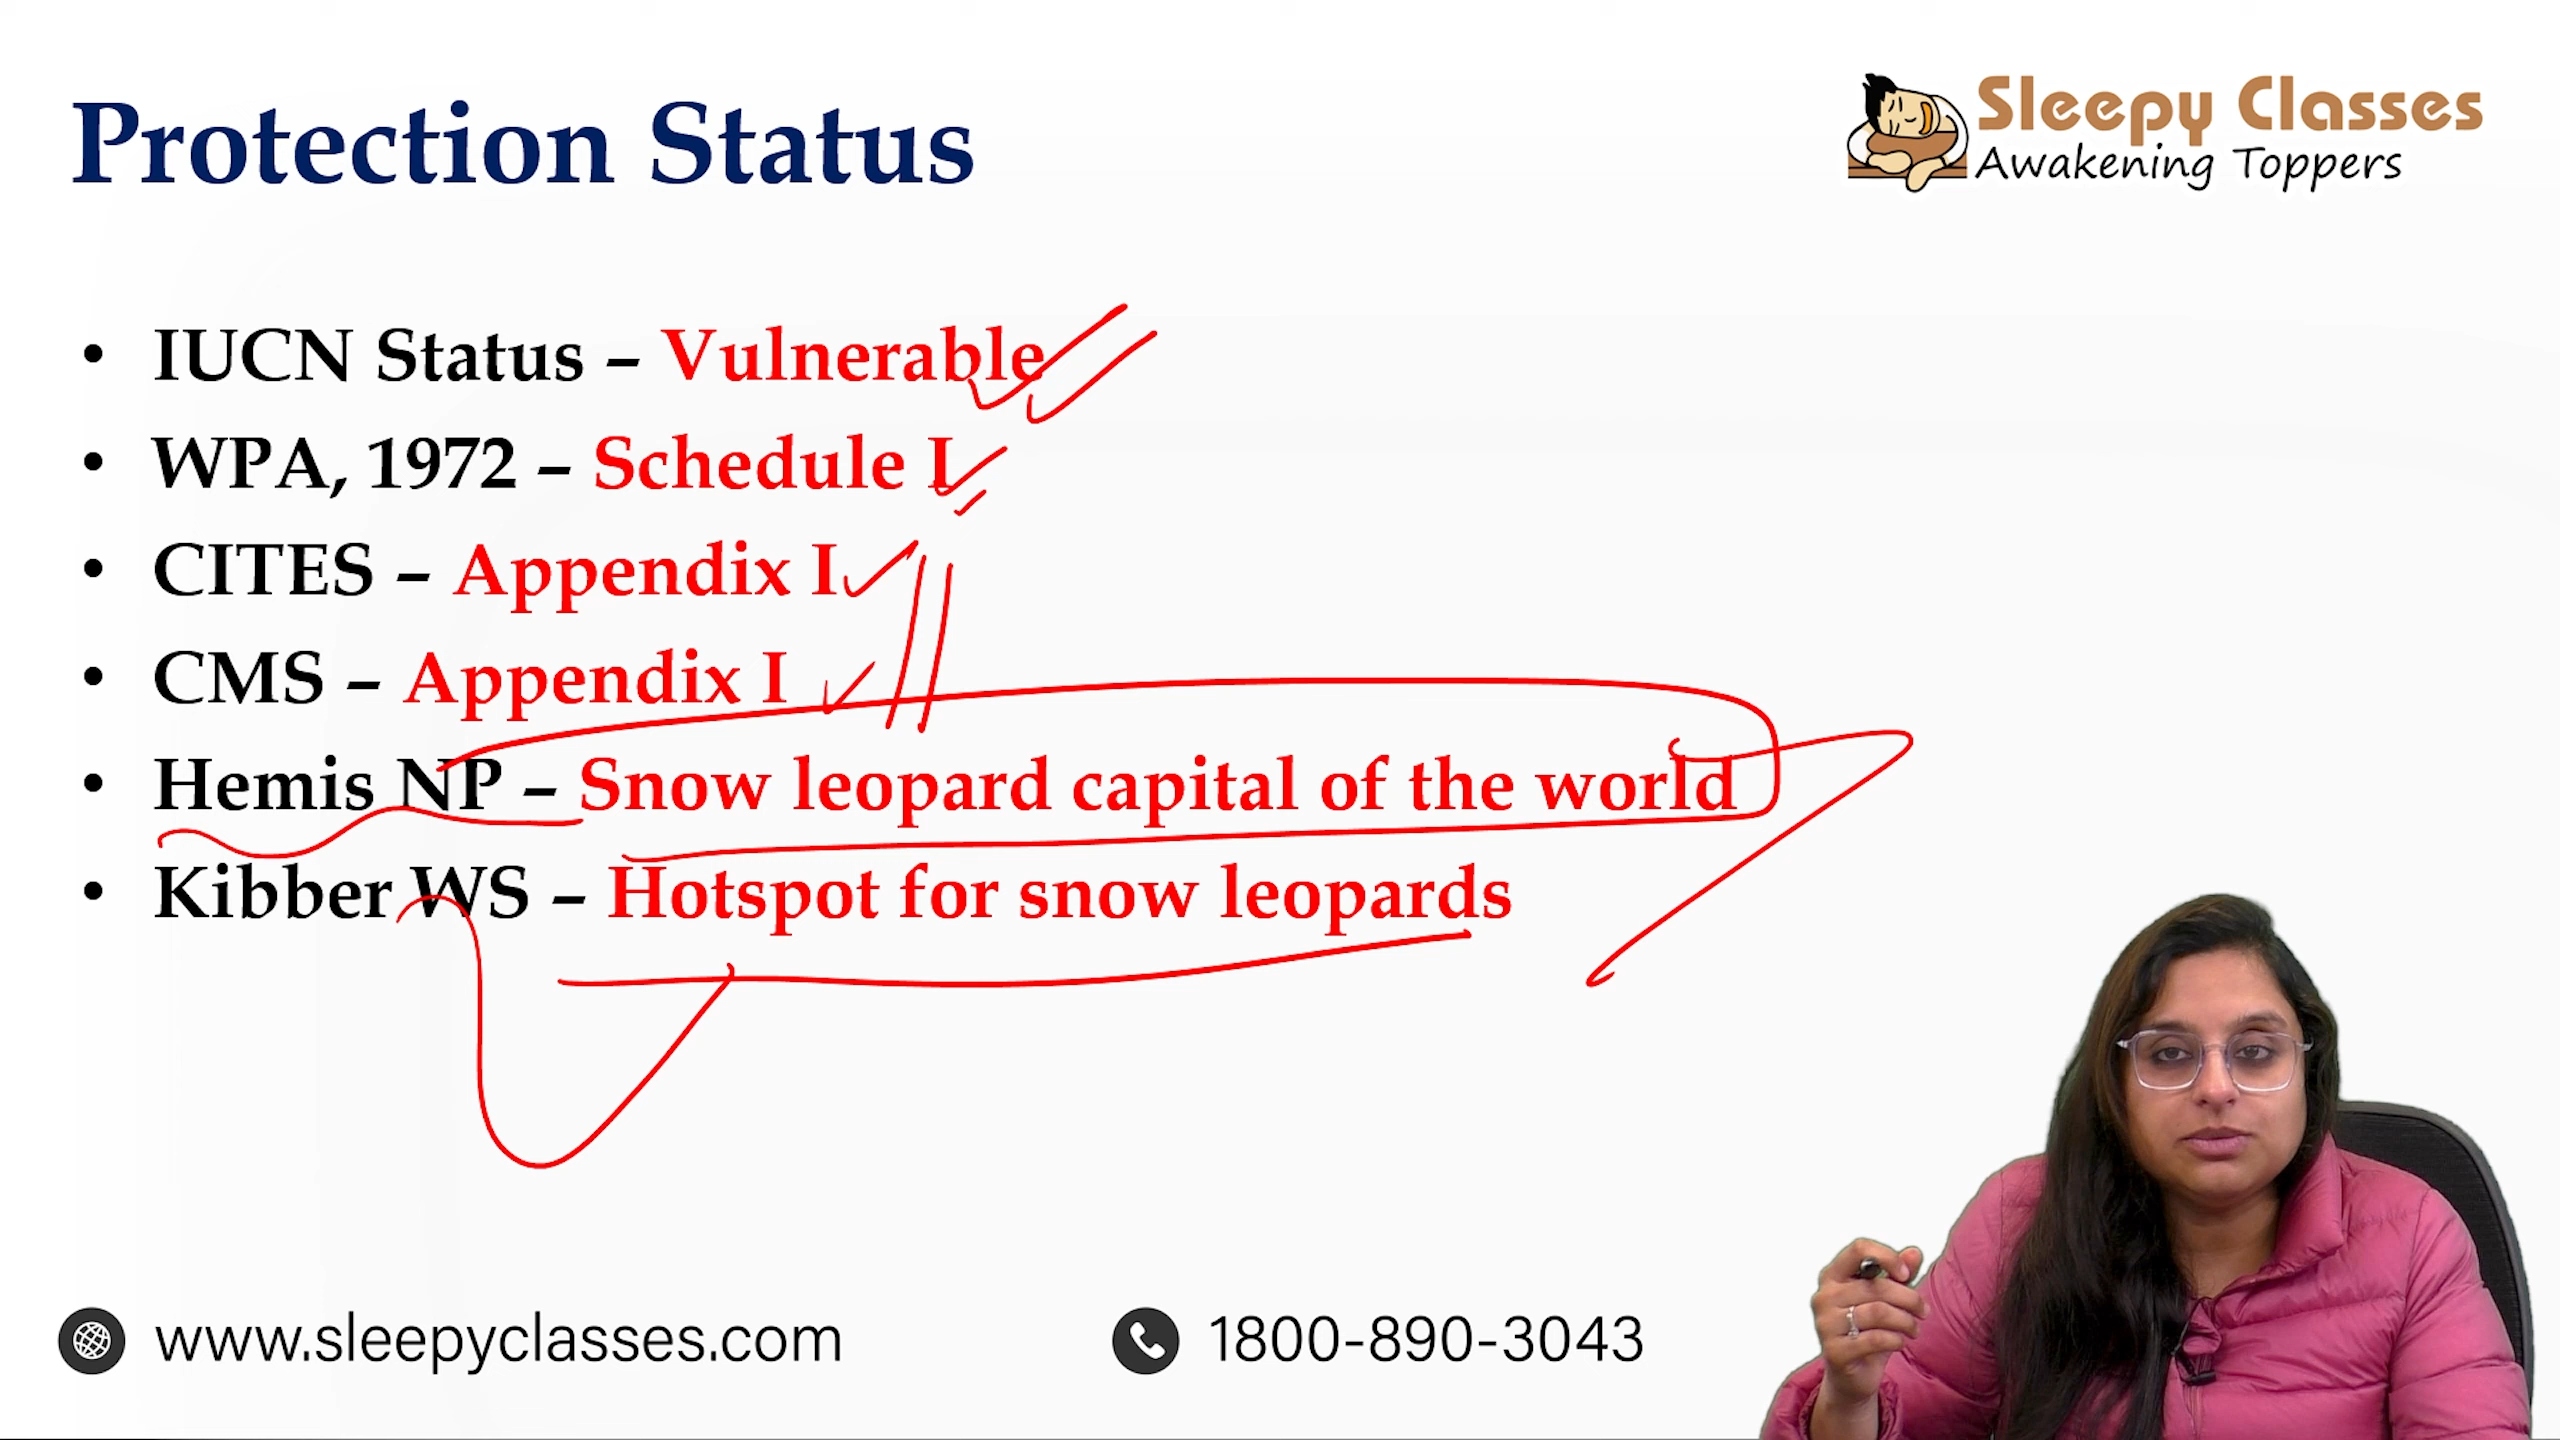 Protection Status
Sleepy Classes
Awakening Toppers
• IUCN Status – Vulnerable
• WPA, 1972 – Schedule I
• CITES – Appendix I
• CMS – Appendix I
• Hemis NP – Snow leopard capital of the world
• Kibber WS – Hotspot for snow leopards
www.sleepyclasses.com
1800-890-3043